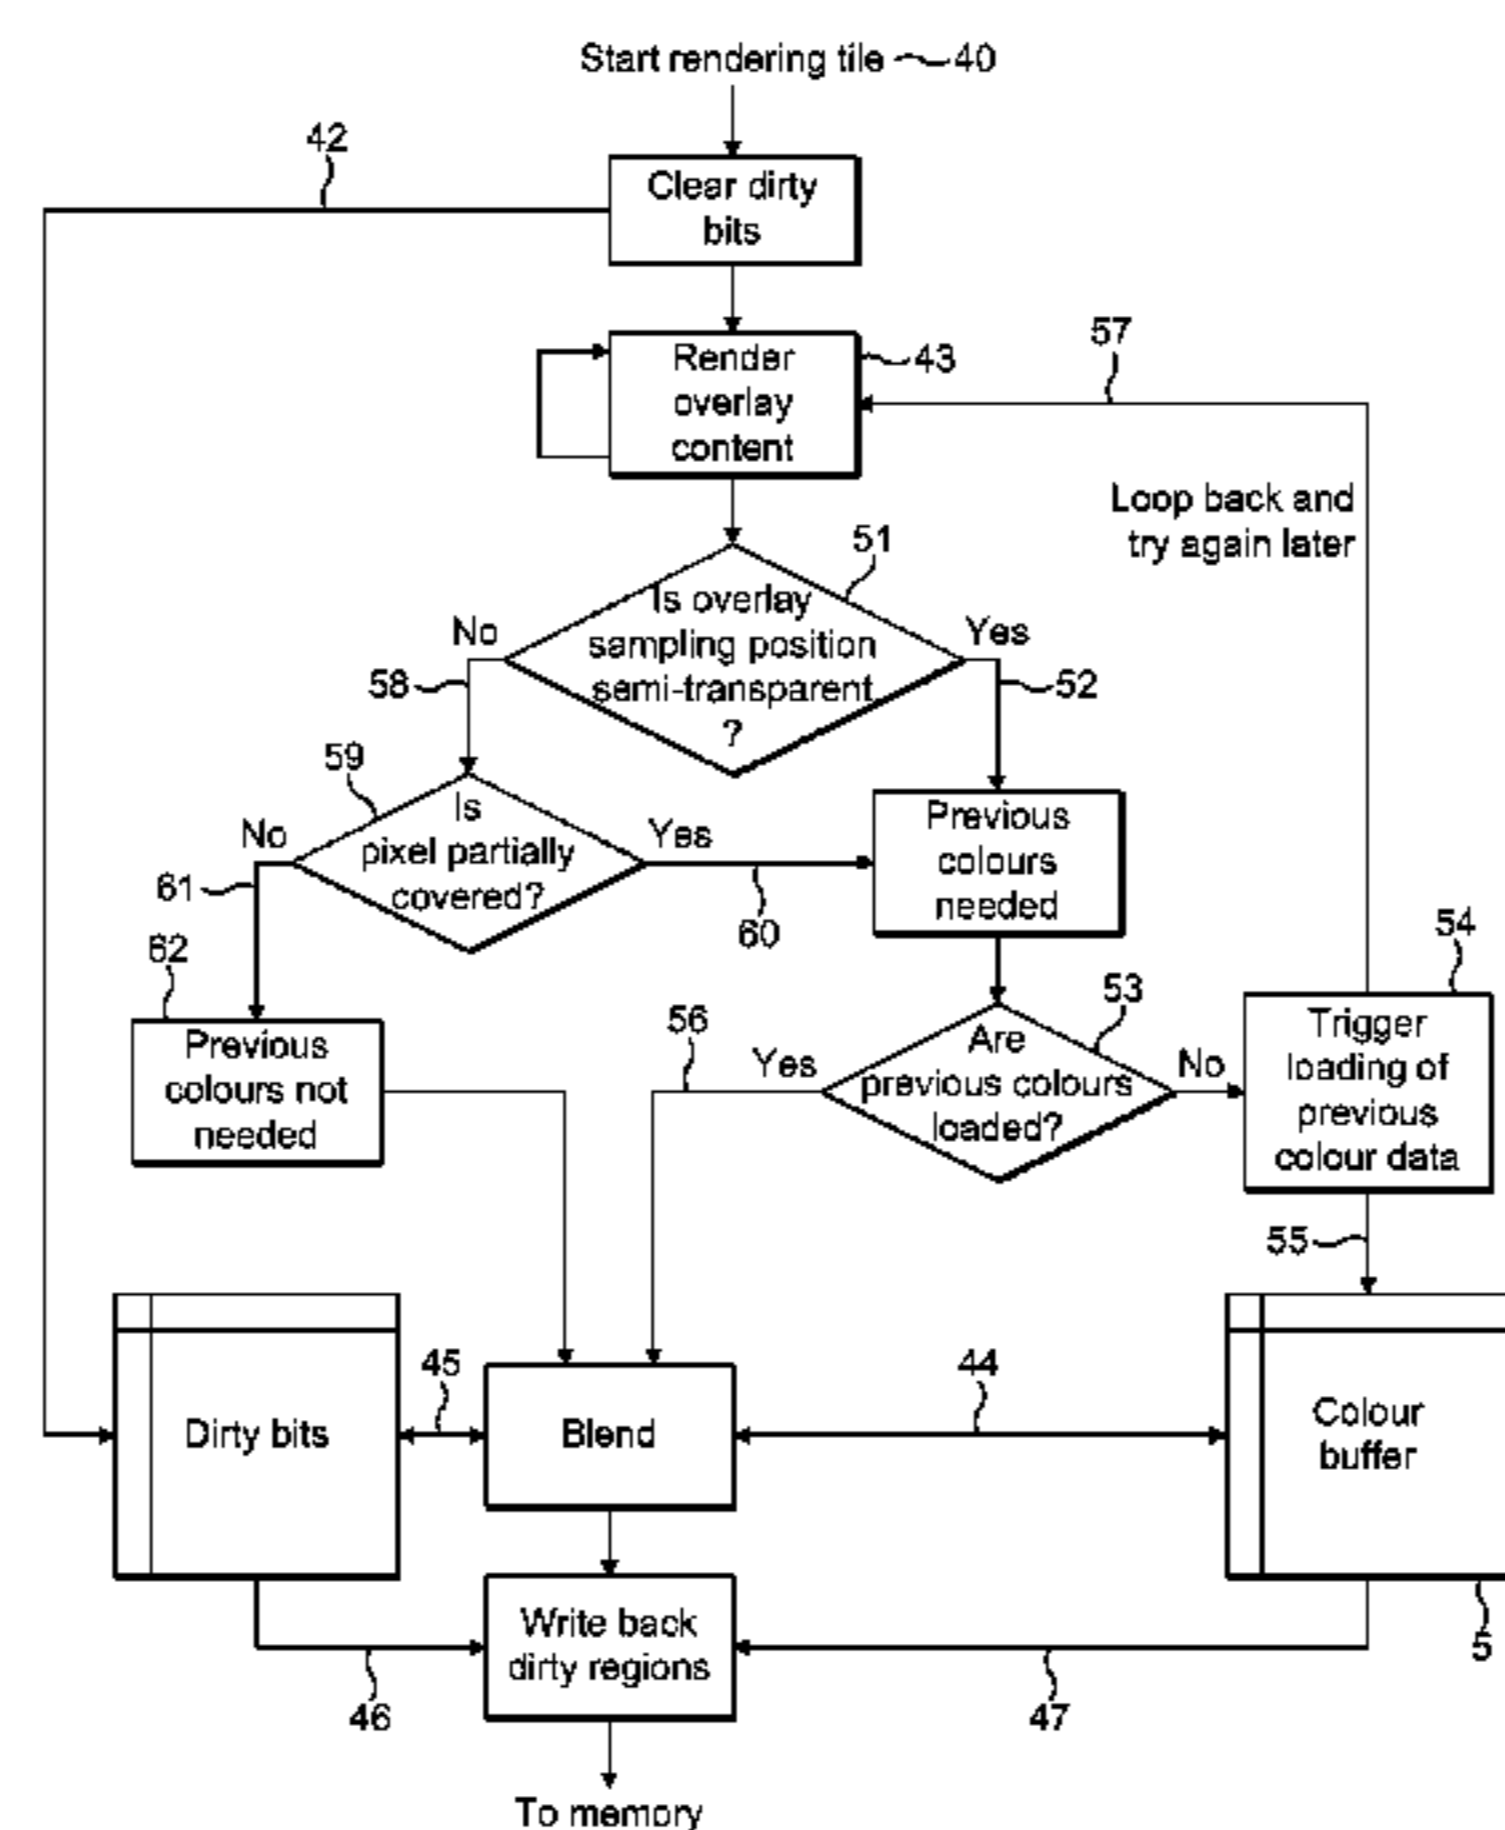 Start rendering tile 40
42
Clear dirty
bits
57
Render
overlay
content
43
Loop back and
try again later
51
Is overlay
sampling position
semi-transparent
?
No
Yes
58
52
59
Is
pixel partially
covered?
No
Yes
61
60
Previous
colours
needed
62
54
Previous
colours not
needed
56
53
Yes
Are
previous colours
loaded?
No
Trigger
loading of
previous
colour data
55
45
44
Dirty bits
Blend
Colour
buffer
Write back
dirty regions
5
46
47
To memory